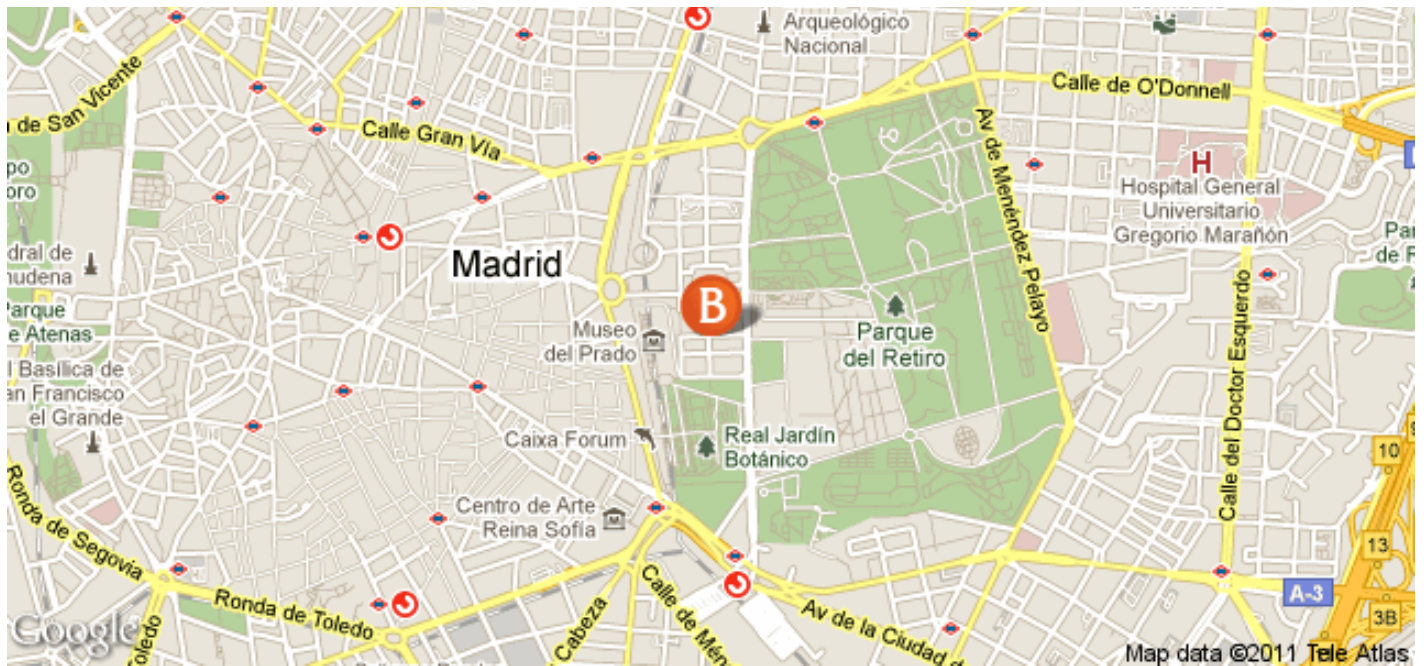 Arqueológico
Nacional
a de San Vicente
Calle Gran Vía
Calle de O'Donnell
Av de Menéndez Pelayo
H
Hospital General
Universitario
Gregorio Marañón
Madrid
B
Museo
del Prado
Parque
del Retiro
Parque
e Atenas
l Basílica de
an Francisco
el Grande
Caixa Forum
Real Jardín
Botánico
Centro de Arte
Reina Sofía
Calle del Doctor Esquerdo
Ronda de Segovia
Ronda de Toledo
Toledo
Cabeza
Calle de Mén
Av de la Ciudad d
10
13
A-3
3B
Google
Map data ©2011 Tele Atlas